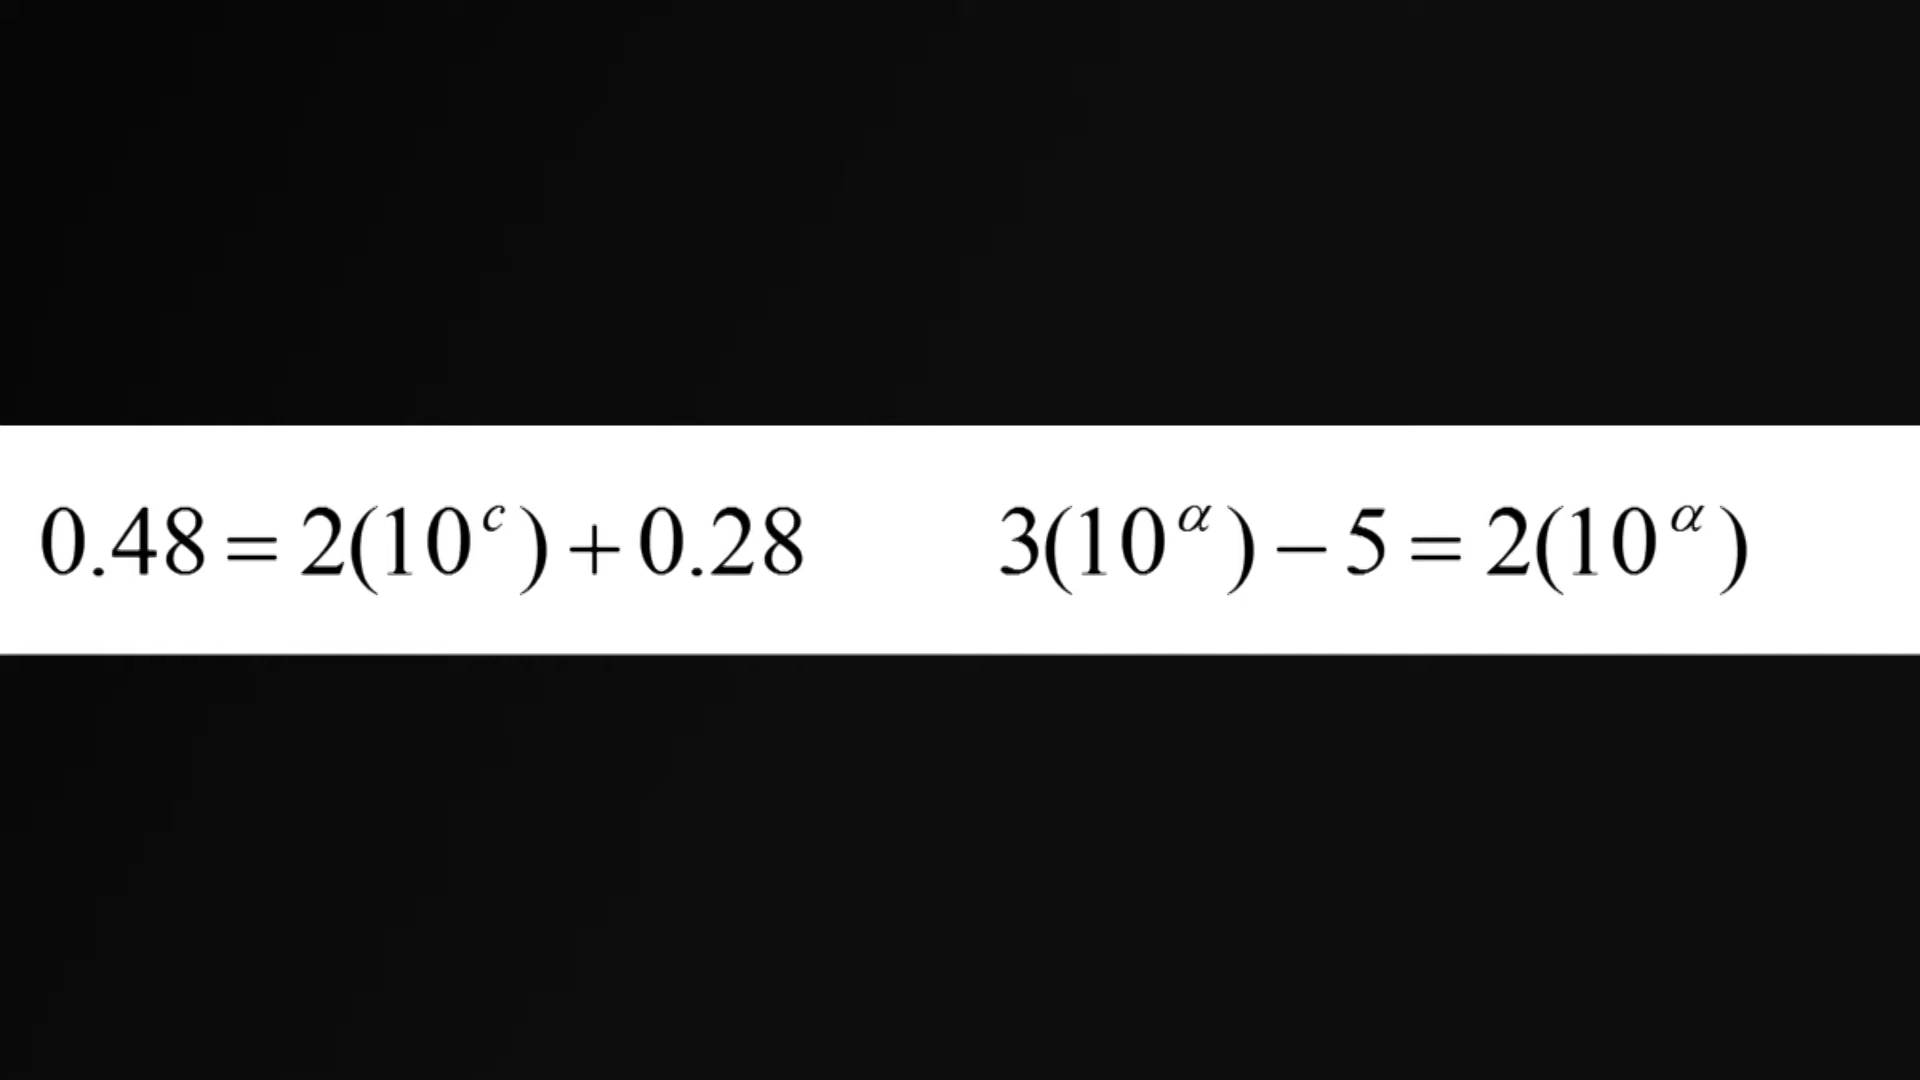 0.48 = 2(10^c) + 0.28    3(10^α) − 5 = 2(10^α)